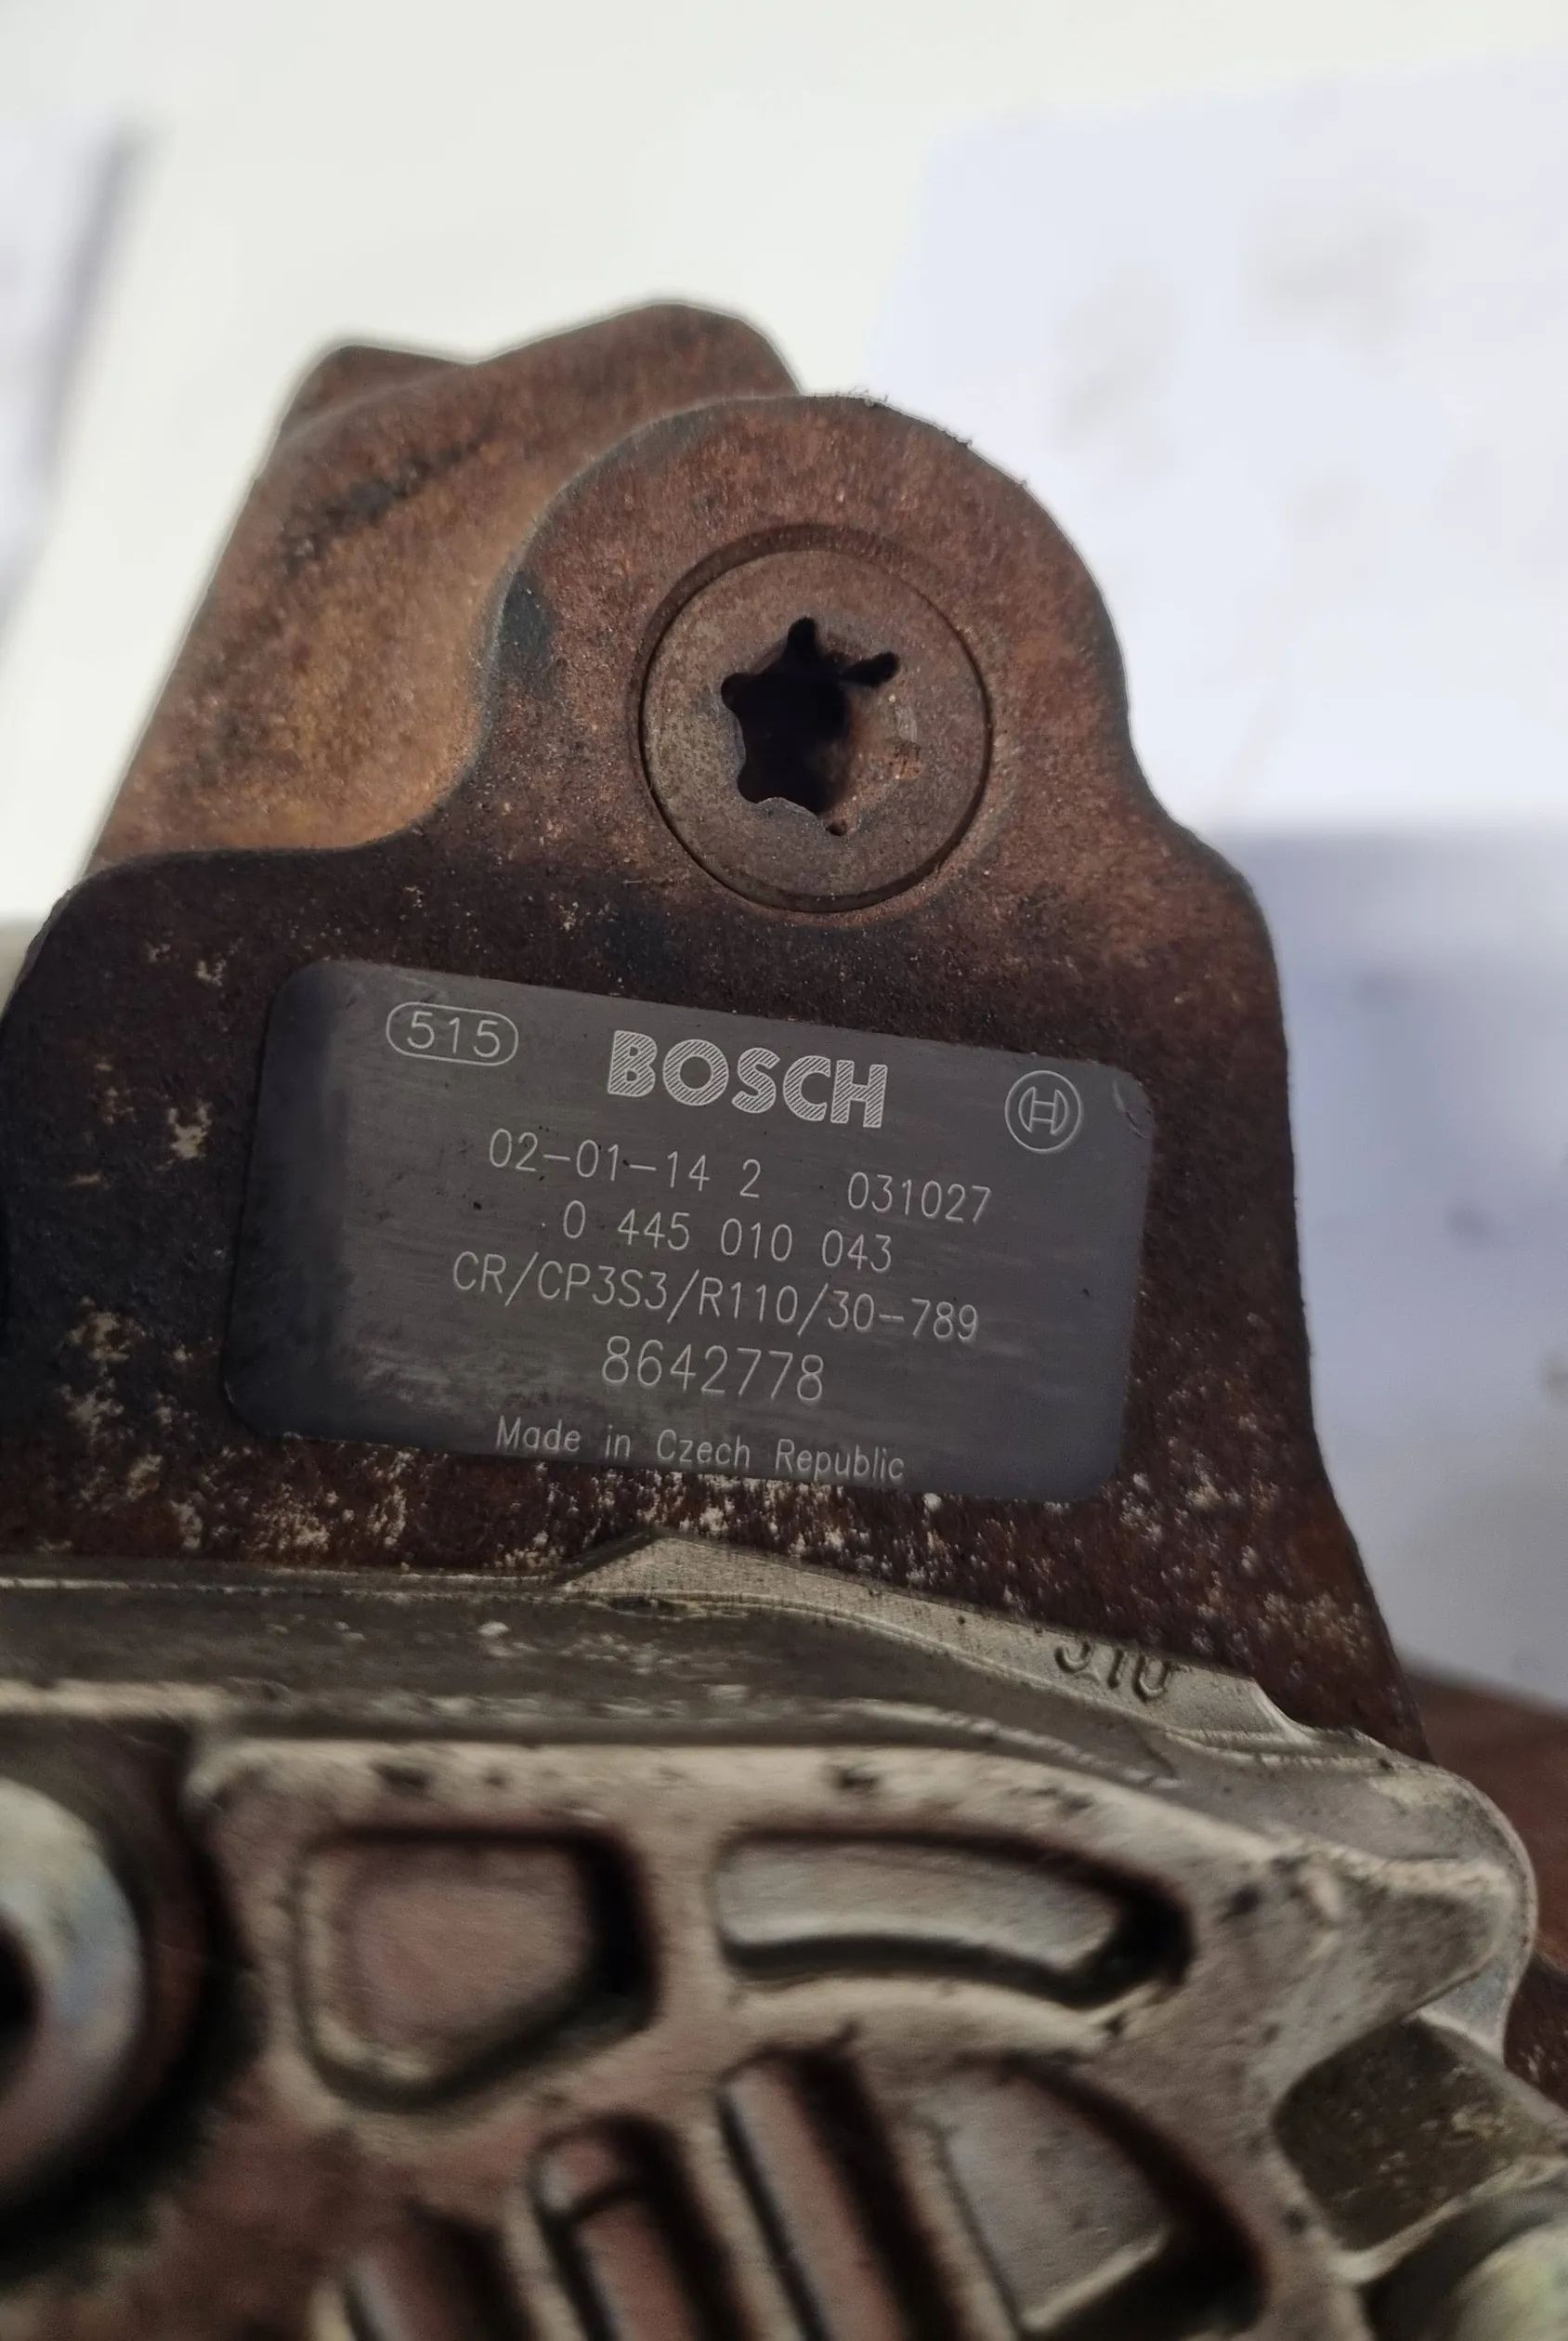 515 BOSCH
02-01-14 2 031027
0 445 010 043
CR/CP3S3/R110/30-789
8642778
Made in Czech Republic